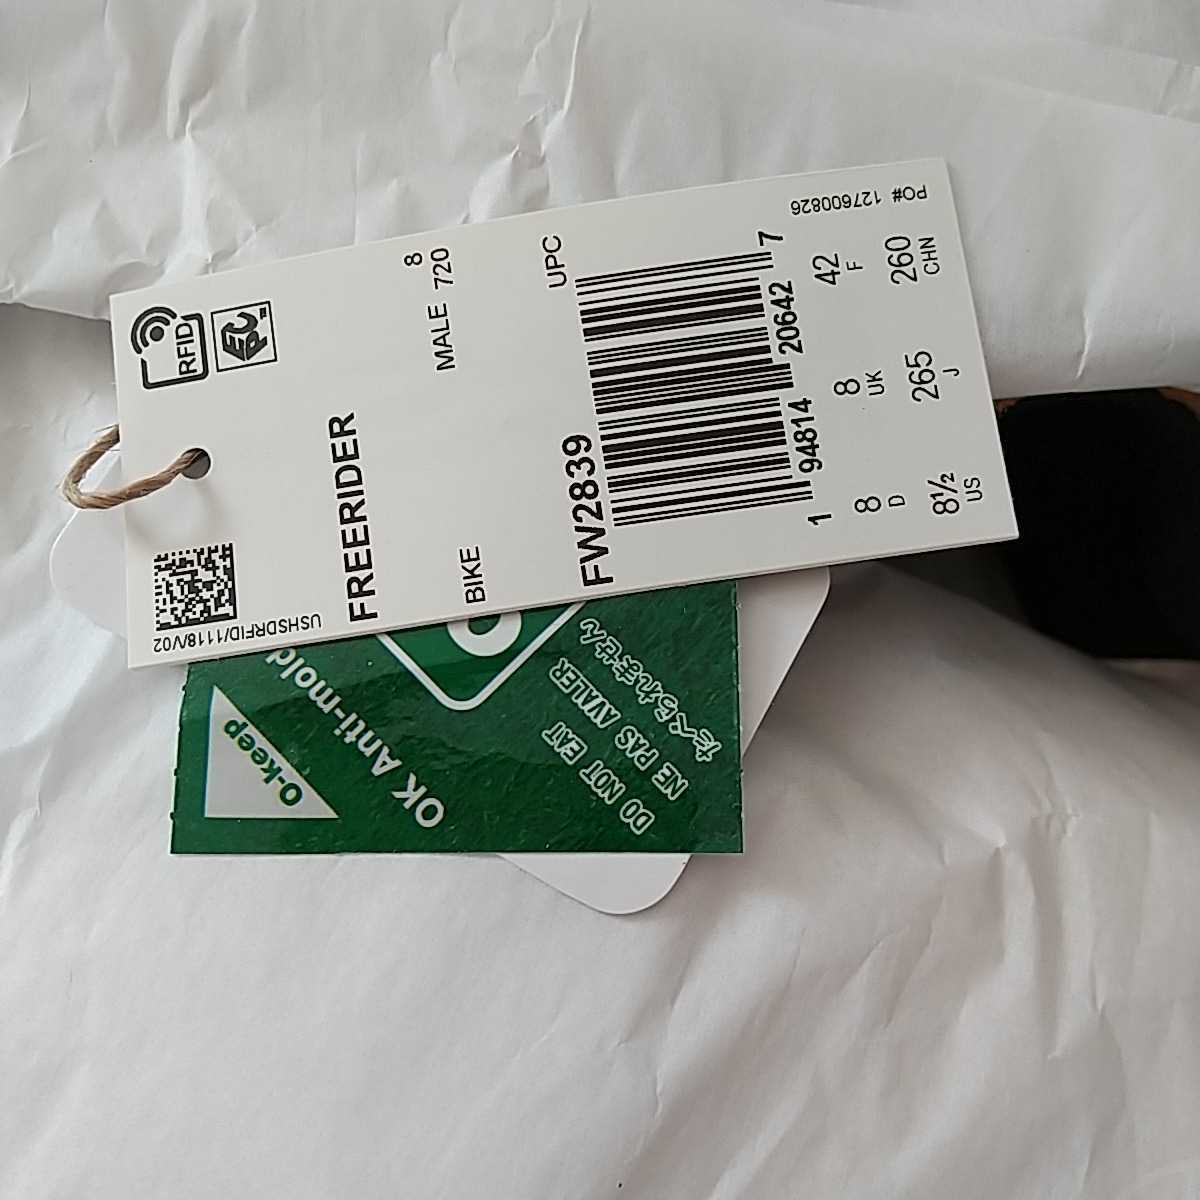 RFID
EPC™
USHSDRFID/1118/V02
FREERIDER
8
BIKE MALE 720
FW2839 UPC
1 94814 20642 7
8 D 8 UK 42 F
8½ US 265 J 260 CHN
PO# 127600826
O-keep
OK Anti-mold
DO NOT EAT
NE PAS AVALER
たべられません